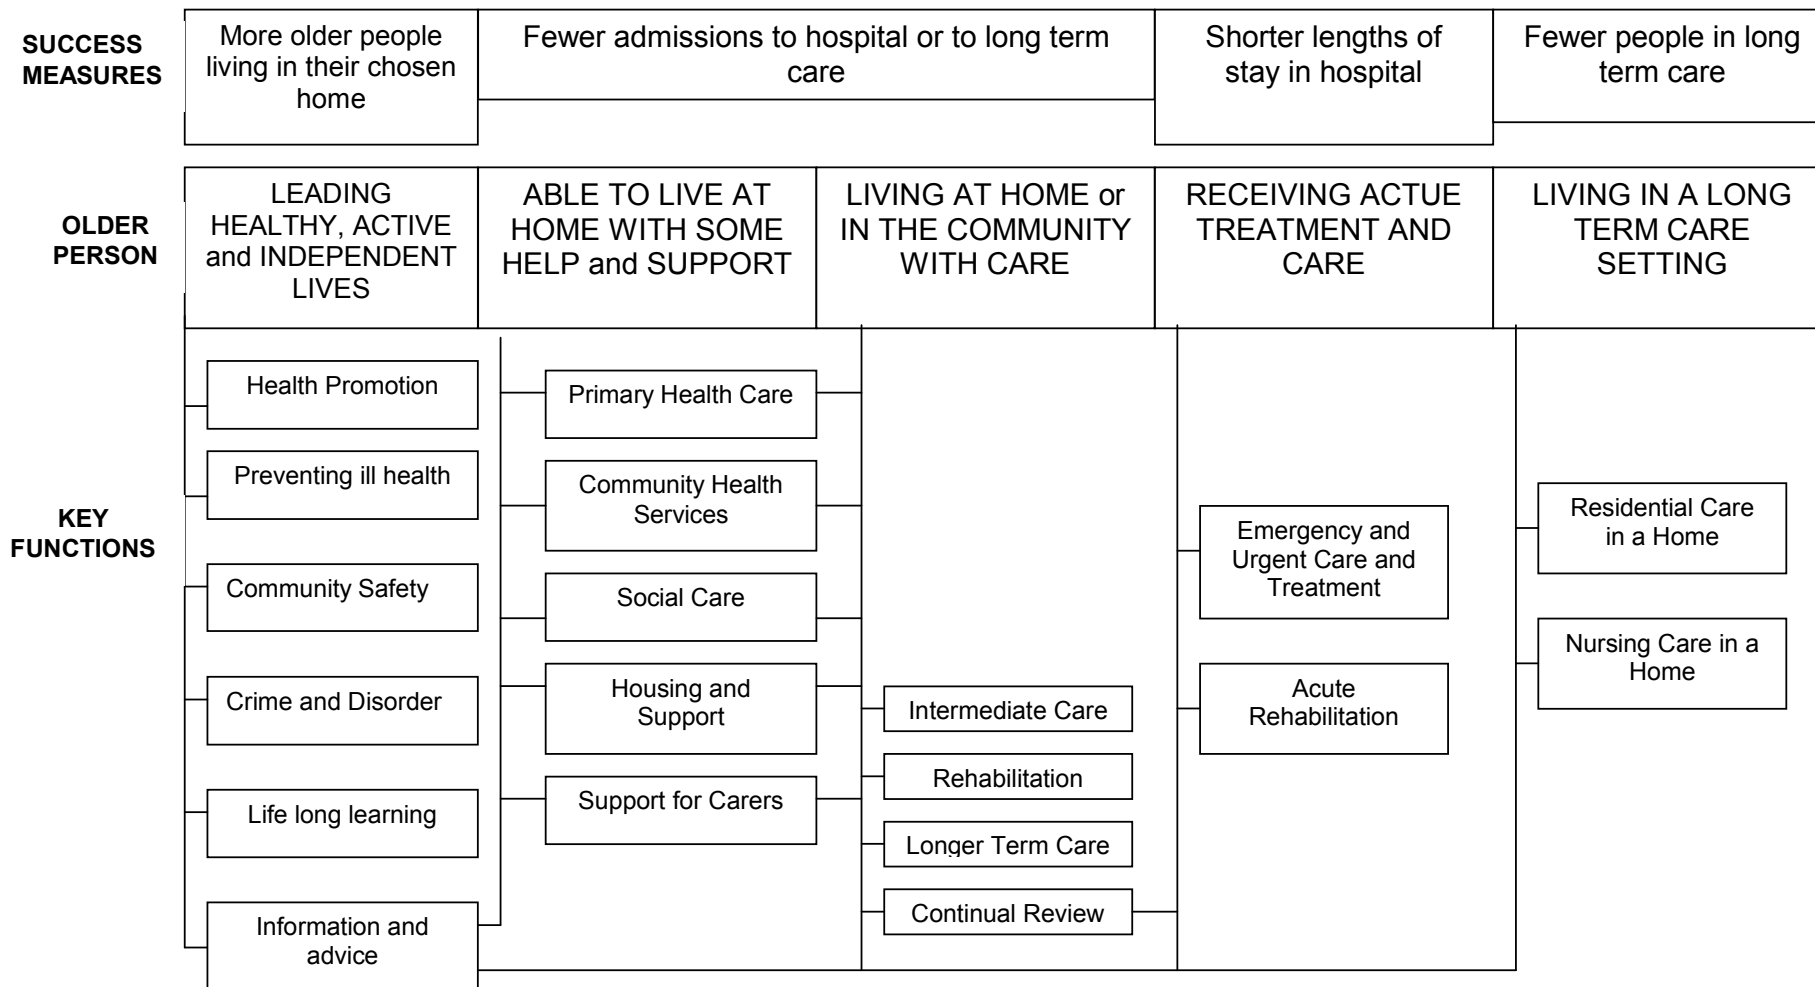 SUCCESS
MEASURES
More older people
living in their chosen
home
Fewer admissions to hospital or to long term
care
Shorter lengths of
stay in hospital
Fewer people in long
term care
OLDER
PERSON
LEADING
HEALTHY, ACTIVE
and INDEPENDENT
LIVES
ABLE TO LIVE AT
HOME WITH SOME
HELP and SUPPORT
LIVING AT HOME or
IN THE COMMUNITY
WITH CARE
RECEIVING ACTUE
TREATMENT AND
CARE
LIVING IN A LONG
TERM CARE
SETTING
KEY
FUNCTIONS
Health Promotion
Preventing ill health
Community Safety
Crime and Disorder
Life long learning
Information and
advice
Primary Health Care
Community Health
Services
Social Care
Housing and
Support
Support for Carers
Intermediate Care
Rehabilitation
Longer Term Care
Continual Review
Emergency and
Urgent Care and
Treatment
Acute
Rehabilitation
Residential Care
in a Home
Nursing Care in a
Home